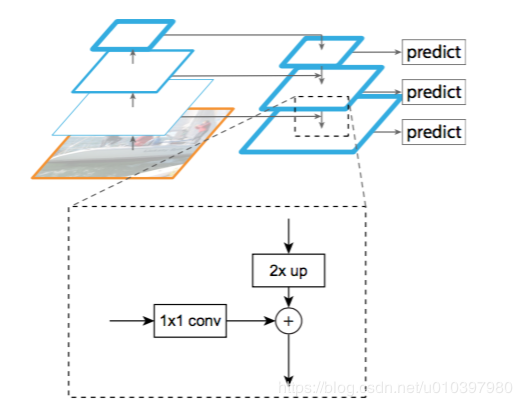 predict
predict
predict
2x up
1x1 conv
+
https://blog.csdn.net/u010397980